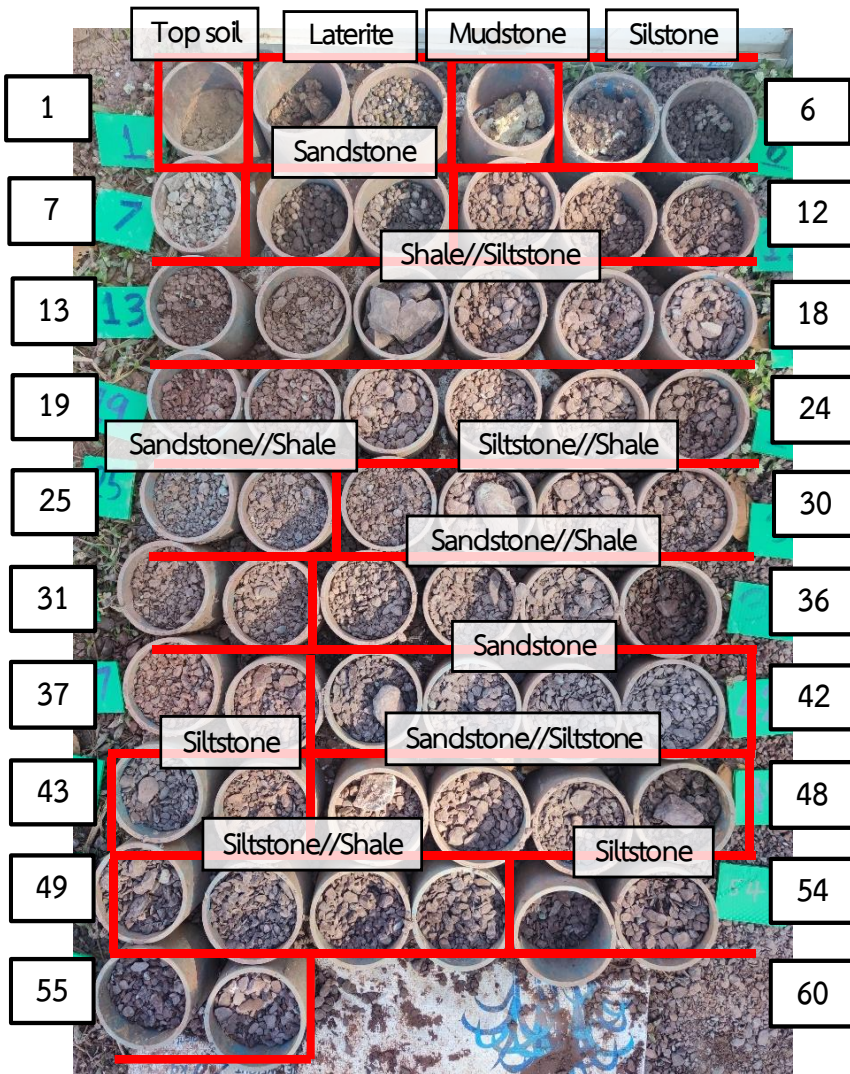 Top soil Laterite Mudstone Silstone
1 6
1
Sandstone
7 12
7
Shale//Siltstone
13 18
13
19 24
19
Sandstone//Shale Siltstone//Shale
25 30
Sandstone//Shale
31 36
Sandstone
37 42
Siltstone Sandstone//Siltstone
43 48
Siltstone//Shale Siltstone
49 54
54
55 60